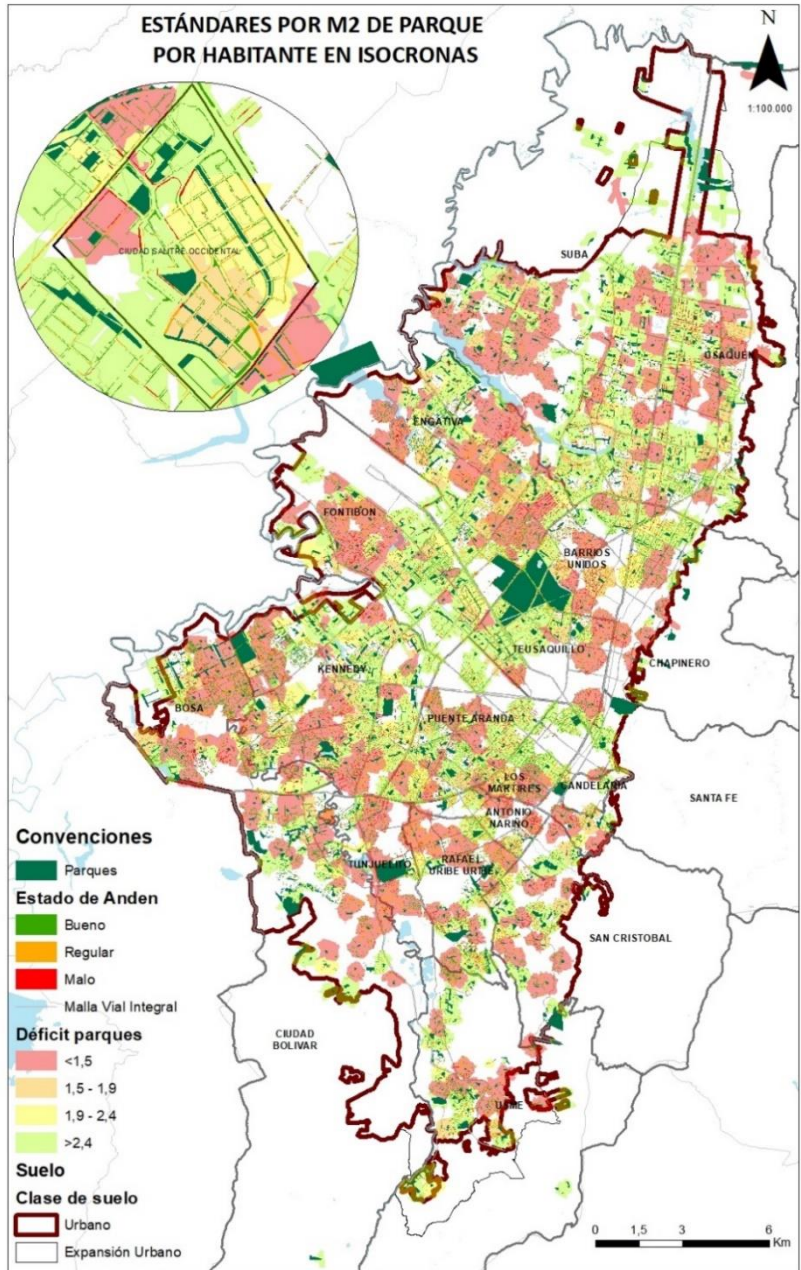 ESTÁNDARES POR M2 DE PARQUE
POR HABITANTE EN ISOCRONAS
N
1:100.000
SUBA
USAQUEN
ENGATIVA
FONTIBON
BARRIOS
UNIDOS
TEUSAQUILLO
CHAPINERO
KENNEDY
BOSA
PUENTE ARANDA
LOS
MARTIRES
CANDELARIA
SANTA FE
ANTONIO
NARIÑO
TUNJUELITO
RAFAEL
URIBE URIBE
SAN CRISTOBAL
CIUDAD
BOLIVAR
USME
Convenciones
Parques
Estado de Anden
Bueno
Regular
Malo
Malla Vial Integral
Déficit parques
<1,5
1,5 - 1,9
1,9 - 2,4
>2,4
Suelo
Clase de suelo
Urbano
Expansión Urbano
0 1,5 3 6
Km